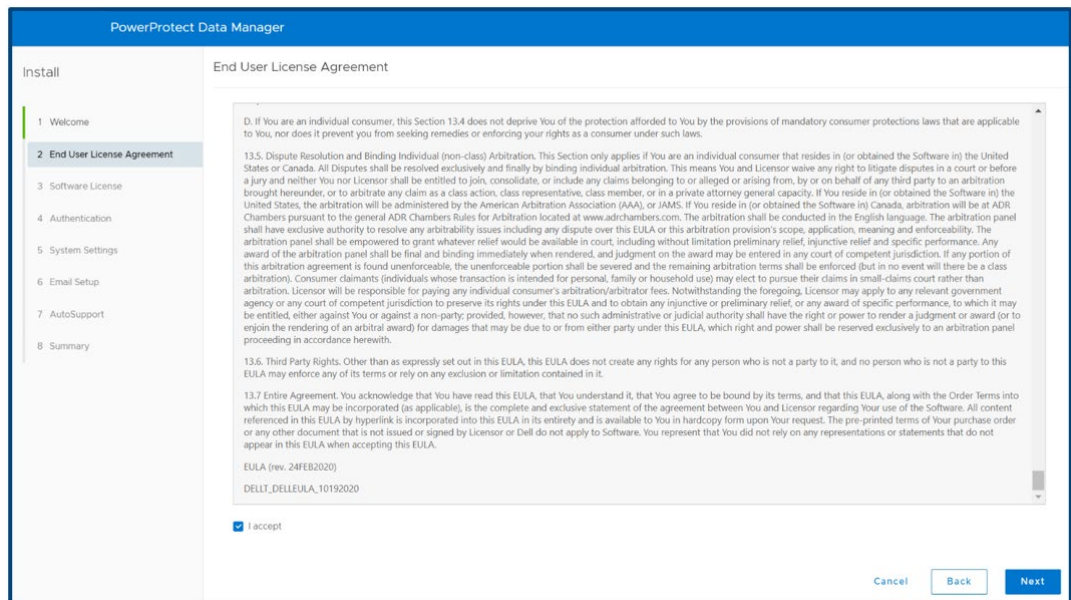 PowerProtect Data Manager
Install
1 Welcome
2 End User License Agreement
3 Software License
4 Authentication
5 System Settings
6 Email Setup
7 AutoSupport
8 Summary
End User License Agreement
D. If You are an individual consumer, this Section 13.4 does not deprive You of the protection afforded to You by the provisions of mandatory consumer protections laws that are applicable
to You, nor does it prevent you from seeking remedies or enforcing your rights as a consumer under such laws.
13.5. Dispute Resolution and Binding Individual (non-class) Arbitration. This Section only applies if You are an individual consumer that resides in (or obtained the Software in) the United
States or Canada. All Disputes shall be resolved exclusively and finally by binding individual arbitration. This means You and Licensor waive any right to litigate disputes in a court or before
a jury and neither You nor Licensor shall be entitled to join, consolidate, or include any claims belonging to or alleged or arising from, by or on behalf of any third party to an arbitration
brought hereunder, or to arbitrate any claim as a class action, class representative, class member, or in a private attorney general capacity. If You reside in (or obtained the Software in) the
United States, the arbitration will be administered by the American Arbitration Association (AAA), or JAMS. If You reside in (or obtained the Software in) Canada, arbitration will be at ADR
Chambers pursuant to the general ADR Chambers Rules for Arbitration located at www.adrchambers.com. The arbitration shall be conducted in the English language. The arbitration panel
shall have exclusive authority to resolve any arbitrability issues including any dispute over this EULA or this arbitration provision's scope, application, meaning and enforceability. The
arbitration panel shall be empowered to grant whatever relief would be available in court, including without limitation preliminary relief, injunctive relief and specific performance. Any
award of the arbitration panel shall be final and binding immediately when rendered, and judgment on the award may be entered in any court of competent jurisdiction. If any portion of
this arbitration agreement is found unenforceable, the unenforceable portion shall be severed and the remaining arbitration terms shall be enforced (but in no event will there be a class
arbitration). Consumer claimants (individuals whose transaction is intended for personal, family or household use) may elect to pursue their claims in small-claims court rather than
arbitration. Licensor will be responsible for paying any individual consumer's arbitration/arbitrator fees. Notwithstanding the foregoing, Licensor may apply to any relevant government
agency or any court of competent jurisdiction to preserve its rights under this EULA and to obtain any injunctive or preliminary relief, or any award of specific performance, to which it may
be entitled, either against You or against a non-party; provided, however, that no such administrative or judicial authority shall have the right or power to render a judgment or award (or to
enjoin the rendering of an arbitral award) for damages that may be due to or from either party under this EULA, which right and power shall be reserved exclusively to an arbitration panel
proceeding in accordance herewith.
13.6. Third Party Rights. Other than as expressly set out in this EULA, this EULA does not create any rights for any person who is not a party to it, and no person who is not a party to this
EULA may enforce any of its terms or rely on any exclusion or limitation contained in it.
13.7 Entire Agreement. You acknowledge that You have read this EULA, that You understand it, that You agree to be bound by its terms, and that this EULA, along with the Order Terms into
which this EULA may be incorporated (as applicable), is the complete and exclusive statement of the agreement between You and Licensor regarding Your use of the Software. All content
referenced in this EULA by hyperlink is incorporated into this EULA in its entirety and is available to You in hardcopy form upon Your request. The pre-printed terms of Your purchase order
or any other document that is not issued or signed by Licensor or Dell do not apply to Software. You represent that You did not rely on any representations or statements that do not
appear in this EULA when accepting this EULA.
EULA (rev. 24FEB2020)
DELLT_DELLEULA_10192020
I accept
Cancel
Back
Next